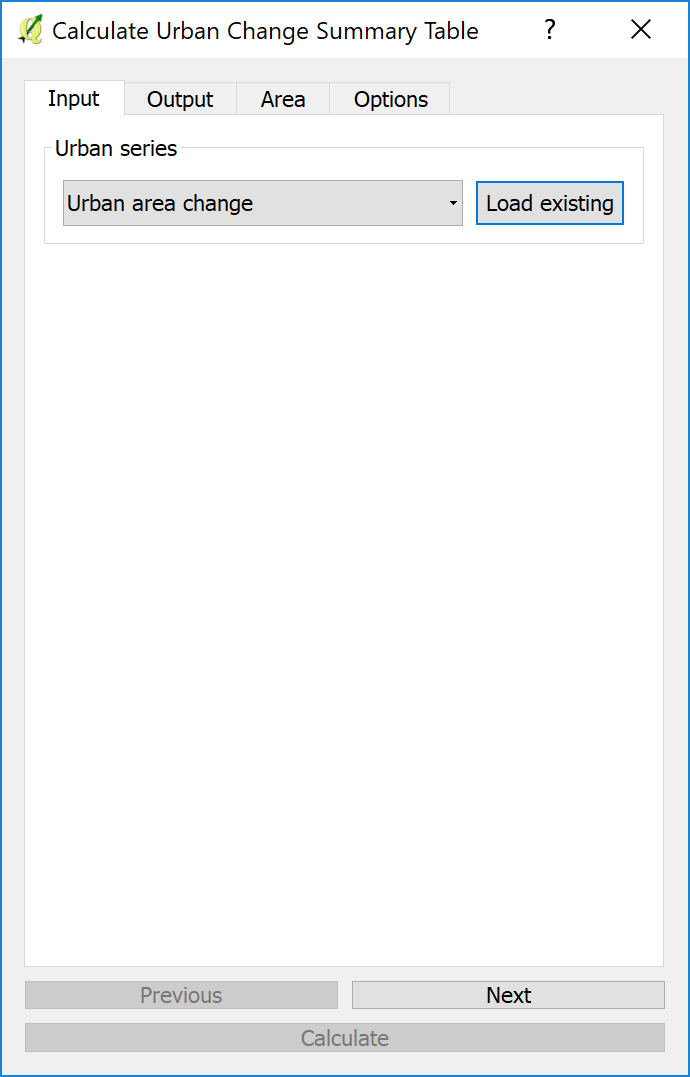 Calculate Urban Change Summary Table ?
Input Output Area Options
Urban series
Urban area change Load existing
Previous Next
Calculate